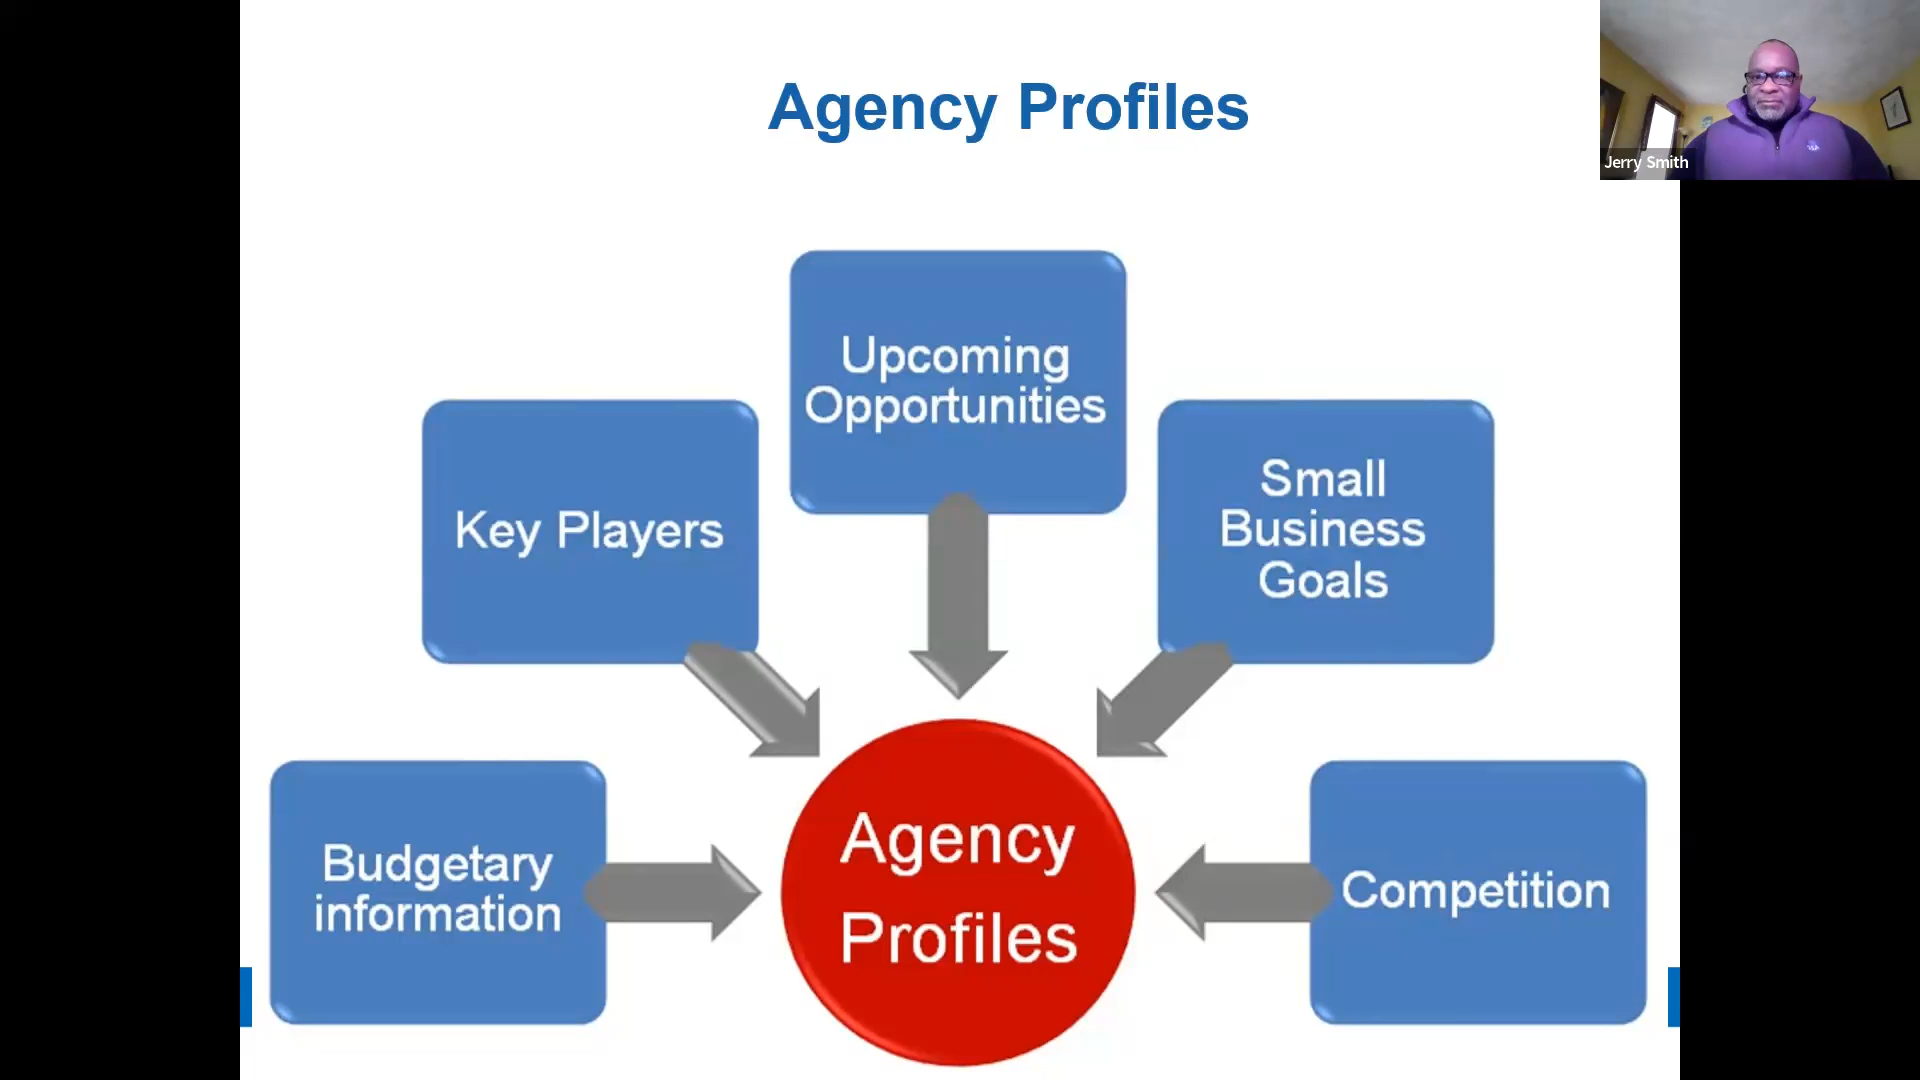 Agency Profiles
Jerry Smith
Upcoming
Opportunities
Key Players
Small
Business
Goals
Budgetary
information
Agency
Profiles
Competition